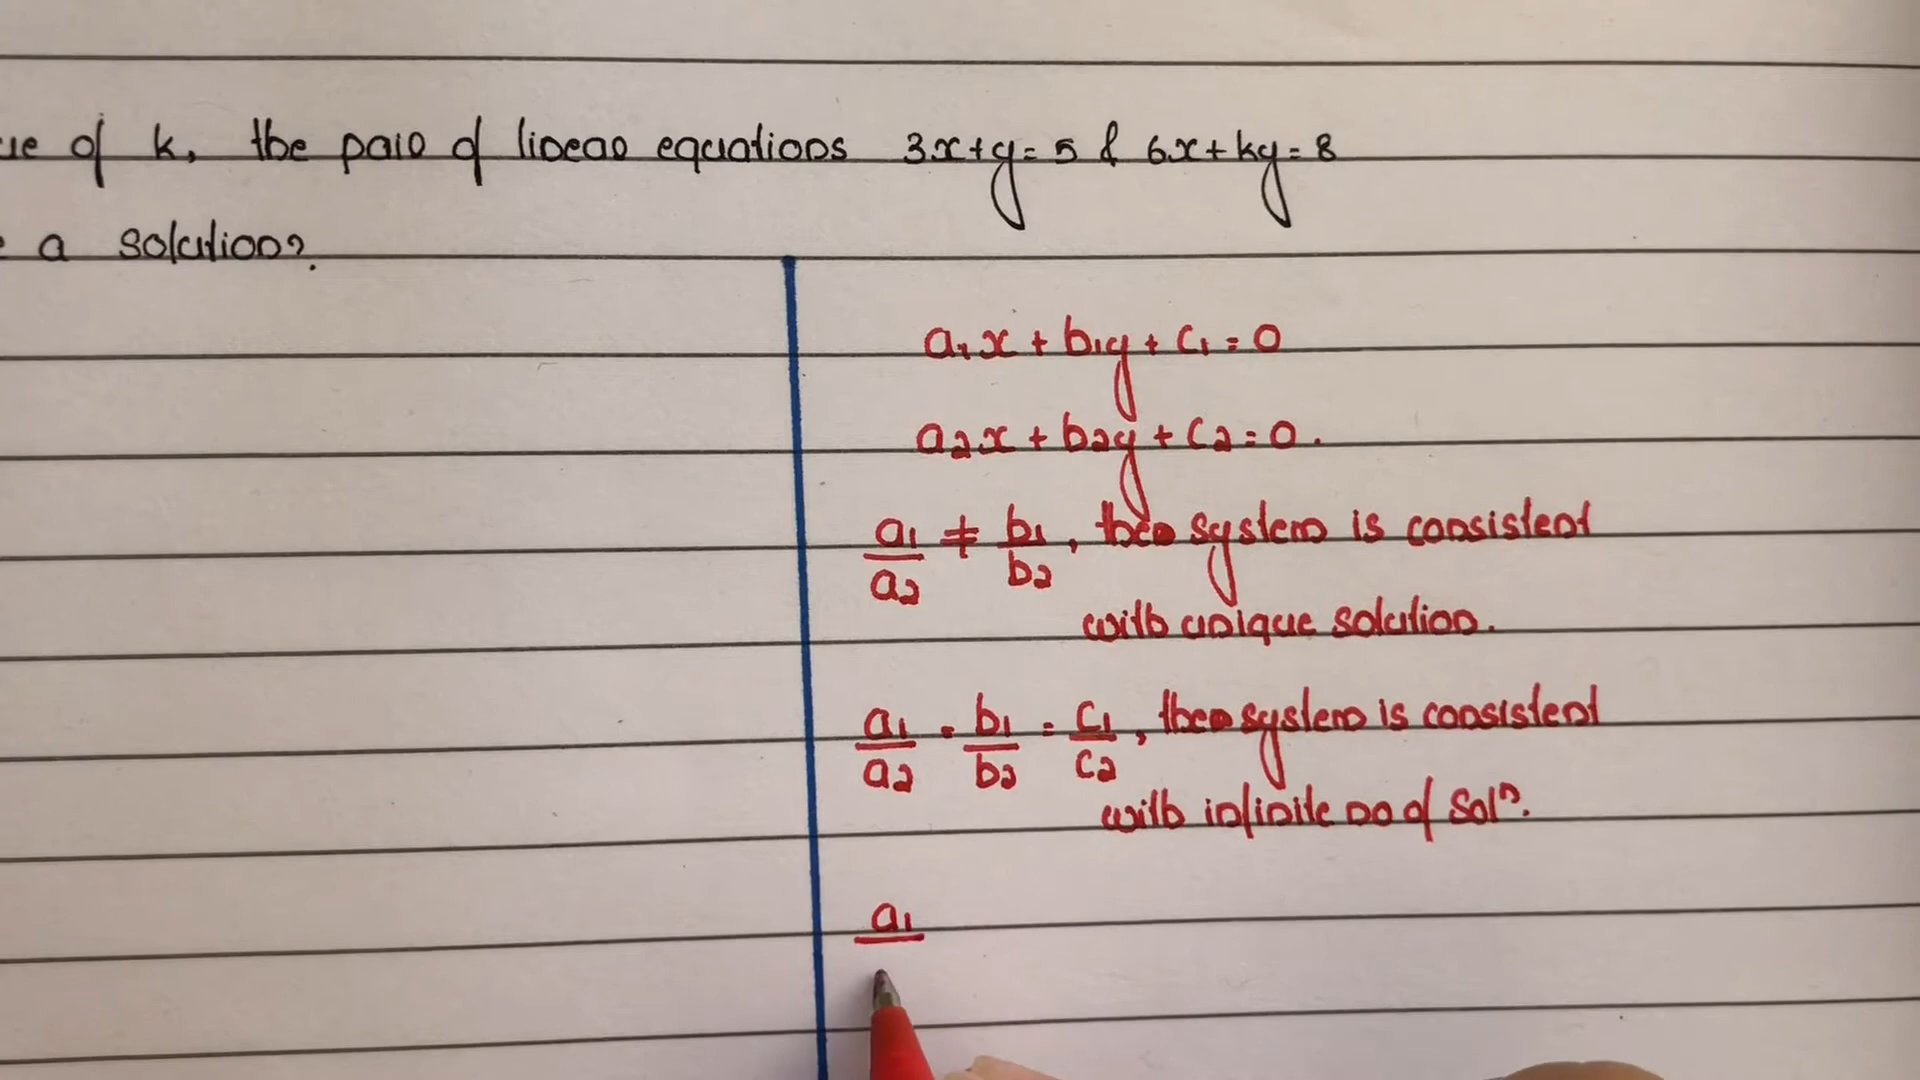 of k, the pair of linear equations 3x+y=5 & 6x+ky=8
a solution?
a₁x + b₁y + c₁ = 0
a₂x + b₂y + c₂ = 0.
a₁/a₂ ≠ b₁/b₂, then system is consistent
with unique solution.
a₁/a₂ = b₁/b₂ = c₁/c₂, then system is consistent
with infinite no of solⁿ.
a₁